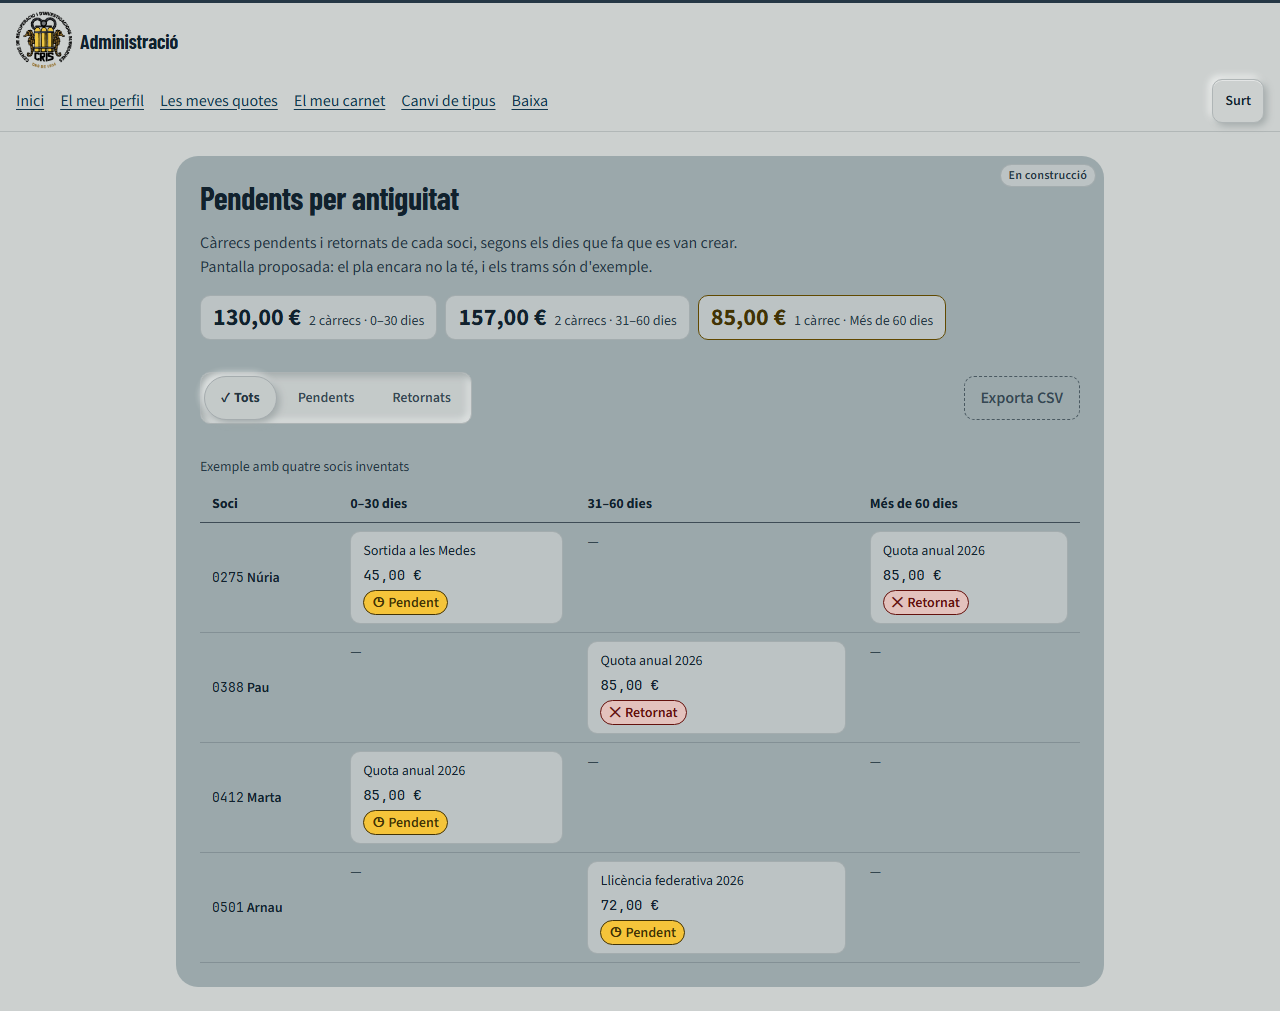 CENTRE DE RECUPERACIÓ I D'INVESTIGACIONS SUBMARINES
CRIS
Administració
Inici El meu perfil Les meves quotes El meu carnet Canvi de tipus Baixa Surt
En construcció
Pendents per antiguitat
Càrrecs pendents i retornats de cada soci, segons els dies que fa que es van crear.
Pantalla proposada: el pla encara no la té, i els trams són d'exemple.
130,00 € 2 càrrecs · 0–30 dies 157,00 € 2 càrrecs · 31–60 dies 85,00 € 1 càrrec · Més de 60 dies
✓ Tots Pendents Retornats Exporta CSV
Exemple amb quatre socis inventats
Soci 0–30 dies 31–60 dies Més de 60 dies
0275 Núria
Sortida a les Medes
45,00 €
Pendent
—
Quota anual 2026
85,00 €
Retornat
0388 Pau
—
Quota anual 2026
85,00 €
Retornat
—
0412 Marta
Quota anual 2026
85,00 €
Pendent
—
—
0501 Arnau
—
Llicència federativa 2026
72,00 €
Pendent
—